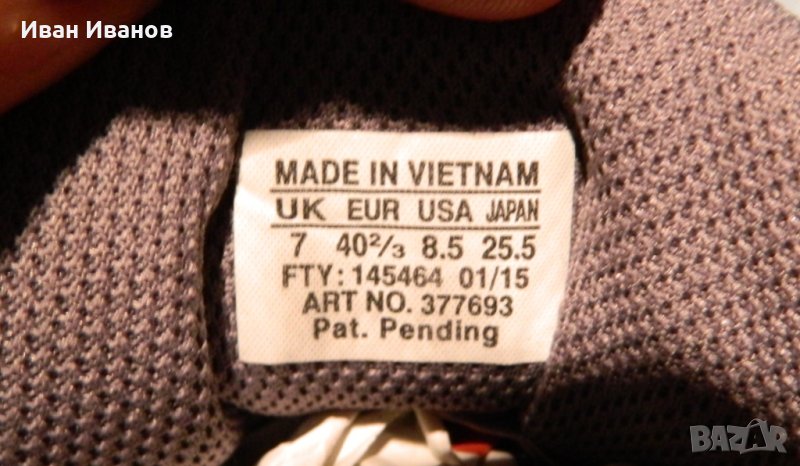 Иван Иванов
MADE IN VIETNAM
UK EUR USA JAPAN
7 40²/₃ 8.5 25.5
FTY: 145464 01/15
ART NO. 377693
Pat. Pending
BAZAR